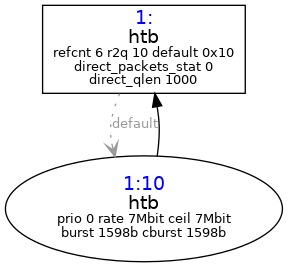 1:
htb
refcnt 6 r2q 10 default 0x10
direct_packets_stat 0
direct_qlen 1000
default
1:10
htb
prio 0 rate 7Mbit ceil 7Mbit
burst 1598b cburst 1598b